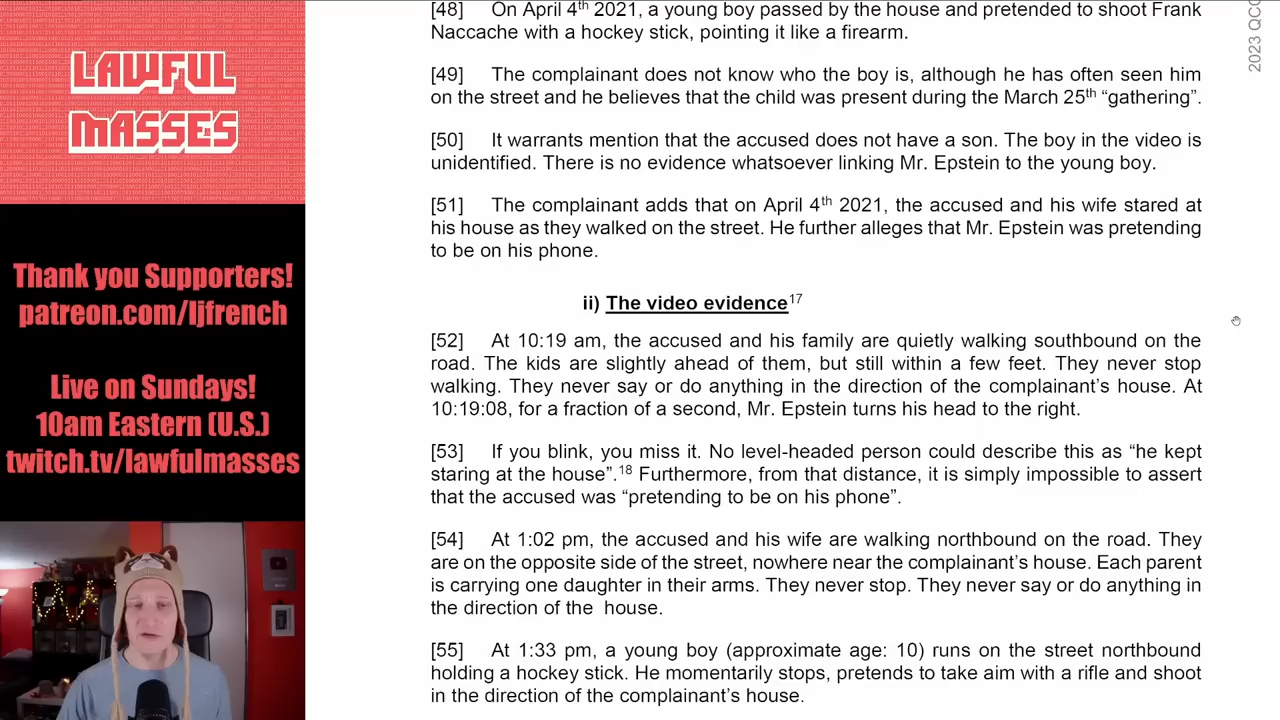 LAWFUL
MASSES
Thank you Supporters!
patreon.com/ljfrench
Live on Sundays!
10am Eastern (U.S.)
twitch.tv/lawfulmasses
[48] On April 4th 2021, a young boy passed by the house and pretended to shoot Frank
Naccache with a hockey stick, pointing it like a firearm.
[49] The complainant does not know who the boy is, although he has often seen him
on the street and he believes that the child was present during the March 25th “gathering”.
[50] It warrants mention that the accused does not have a son. The boy in the video is
unidentified. There is no evidence whatsoever linking Mr. Epstein to the young boy.
[51] The complainant adds that on April 4th 2021, the accused and his wife stared at
his house as they walked on the street. He further alleges that Mr. Epstein was pretending
to be on his phone.
ii) The video evidence17
[52] At 10:19 am, the accused and his family are quietly walking southbound on the
road. The kids are slightly ahead of them, but still within a few feet. They never stop
walking. They never say or do anything in the direction of the complainant’s house. At
10:19:08, for a fraction of a second, Mr. Epstein turns his head to the right.
[53] If you blink, you miss it. No level-headed person could describe this as “he kept
staring at the house”.18 Furthermore, from that distance, it is simply impossible to assert
that the accused was “pretending to be on his phone”.
[54] At 1:02 pm, the accused and his wife are walking northbound on the road. They
are on the opposite side of the street, nowhere near the complainant’s house. Each parent
is carrying one daughter in their arms. They never stop. They never say or do anything in
the direction of the house.
[55] At 1:33 pm, a young boy (approximate age: 10) runs on the street northbound
holding a hockey stick. He momentarily stops, pretends to take aim with a rifle and shoot
in the direction of the complainant’s house.
2023